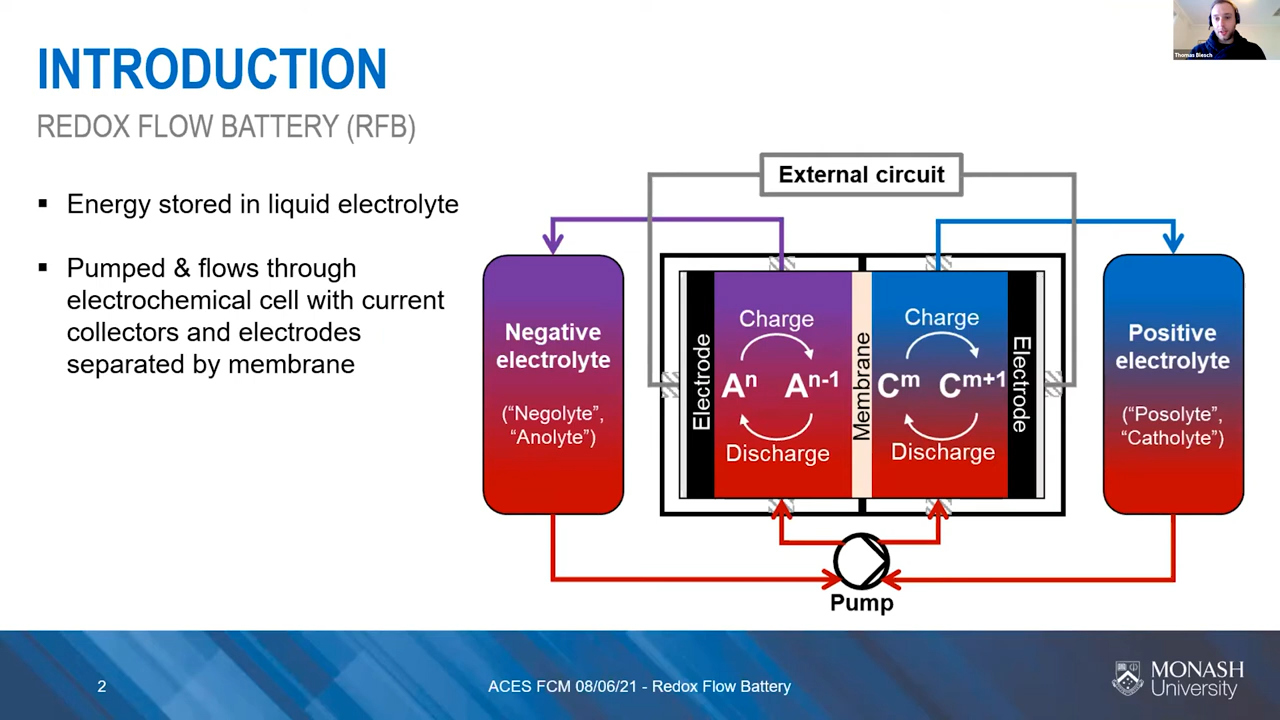 INTRODUCTION
REDOX FLOW BATTERY (RFB)
▪ Energy stored in liquid electrolyte
▪ Pumped & flows through
electrochemical cell with current
collectors and electrodes
separated by membrane
External circuit
Negative
electrolyte
(“Negolyte”,
“Anolyte”)
Electrode
Charge
Aⁿ Aⁿ⁻¹
Discharge
Membrane
Charge
Cᵐ Cᵐ⁺¹
Discharge
Electrode
Positive
electrolyte
(“Posolyte”,
“Catholyte”)
Pump
2
ACES FCM 08/06/21 - Redox Flow Battery
MONASH
University
Thomas Blesch